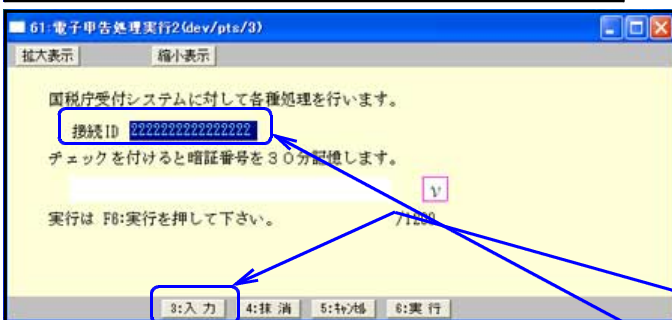 61:電子申告処理実行2(dev/pts/3)
拡大表示 縮小表示
国税庁受付システムに対して各種処理を行います。
接続ID 2222222222222222
チェックを付けると暗証番号を30分記憶します。
ν
実行は F6:実行を押して下さい。 /1200
3:入力 4:抹消 5:ｷｬﾝｾﾙ 6:実行